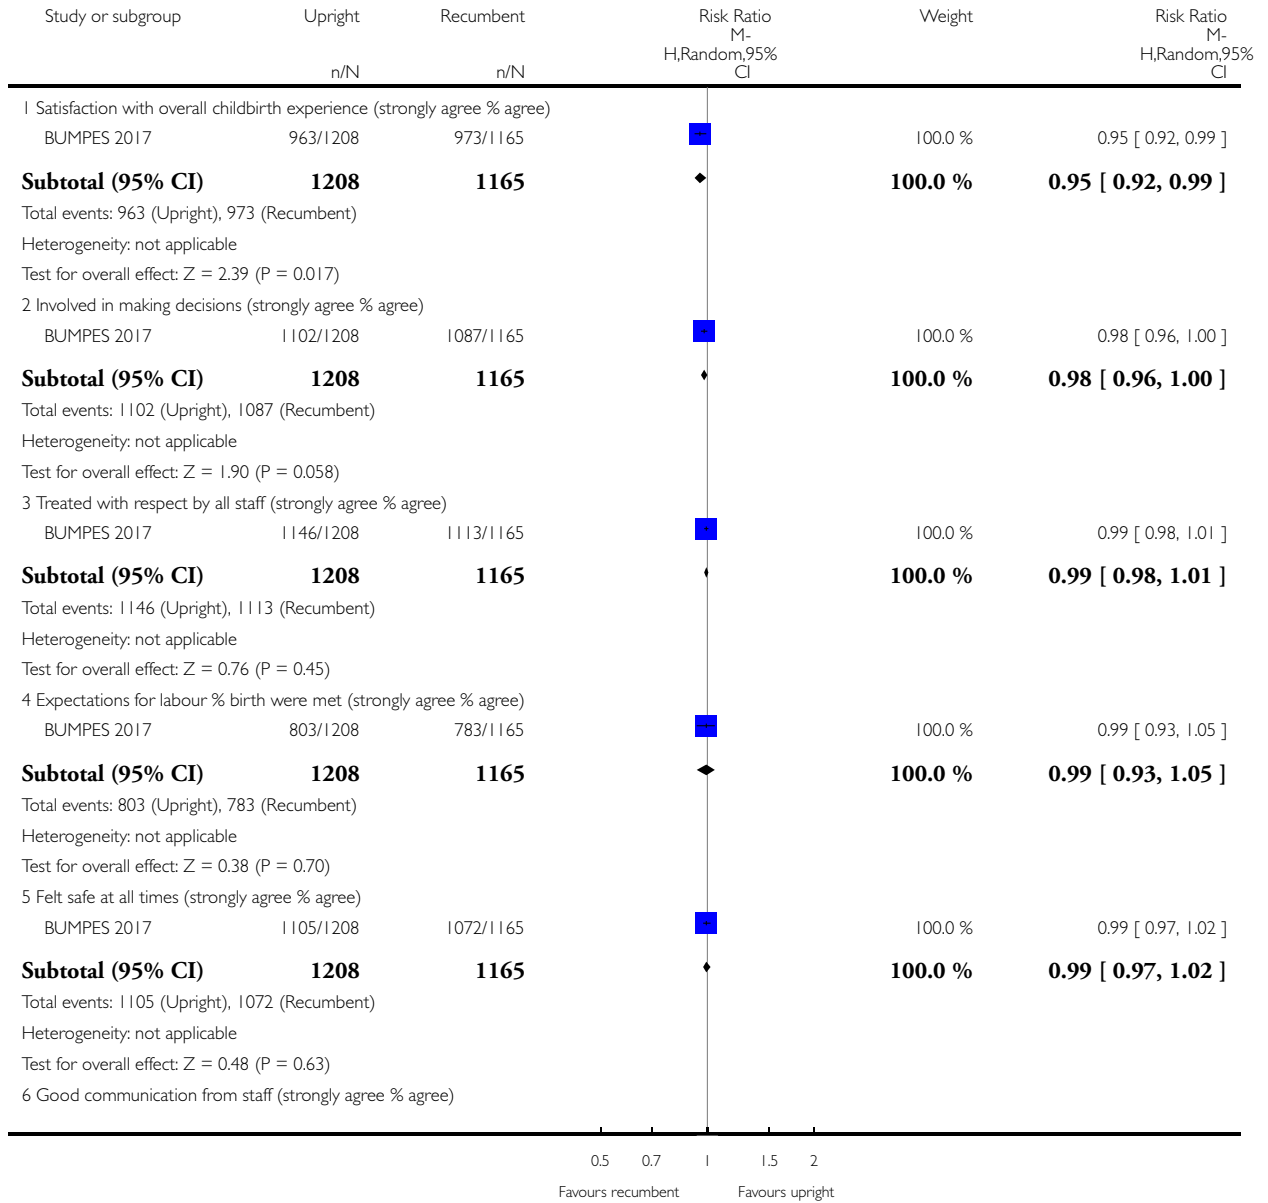 Study or subgroup Upright Recumbent Risk Ratio Weight Risk Ratio
M- M-
H,Random,95% H,Random,95%
n/N n/N CI CI
1 Satisfaction with overall childbirth experience (strongly agree % agree)
BUMPES 2017 963/1208 973/1165 100.0 % 0.95 [ 0.92, 0.99 ]
Subtotal (95% CI) 1208 1165 100.0 % 0.95 [ 0.92, 0.99 ]
Total events: 963 (Upright), 973 (Recumbent)
Heterogeneity: not applicable
Test for overall effect: Z = 2.39 (P = 0.017)
2 Involved in making decisions (strongly agree % agree)
BUMPES 2017 1102/1208 1087/1165 100.0 % 0.98 [ 0.96, 1.00 ]
Subtotal (95% CI) 1208 1165 100.0 % 0.98 [ 0.96, 1.00 ]
Total events: 1102 (Upright), 1087 (Recumbent)
Heterogeneity: not applicable
Test for overall effect: Z = 1.90 (P = 0.058)
3 Treated with respect by all staff (strongly agree % agree)
BUMPES 2017 1146/1208 1113/1165 100.0 % 0.99 [ 0.98, 1.01 ]
Subtotal (95% CI) 1208 1165 100.0 % 0.99 [ 0.98, 1.01 ]
Total events: 1146 (Upright), 1113 (Recumbent)
Heterogeneity: not applicable
Test for overall effect: Z = 0.76 (P = 0.45)
4 Expectations for labour % birth were met (strongly agree % agree)
BUMPES 2017 803/1208 783/1165 100.0 % 0.99 [ 0.93, 1.05 ]
Subtotal (95% CI) 1208 1165 100.0 % 0.99 [ 0.93, 1.05 ]
Total events: 803 (Upright), 783 (Recumbent)
Heterogeneity: not applicable
Test for overall effect: Z = 0.38 (P = 0.70)
5 Felt safe at all times (strongly agree % agree)
BUMPES 2017 1105/1208 1072/1165 100.0 % 0.99 [ 0.97, 1.02 ]
Subtotal (95% CI) 1208 1165 100.0 % 0.99 [ 0.97, 1.02 ]
Total events: 1105 (Upright), 1072 (Recumbent)
Heterogeneity: not applicable
Test for overall effect: Z = 0.48 (P = 0.63)
6 Good communication from staff (strongly agree % agree)
0.5 0.7 1 1.5 2
Favours recumbent Favours upright